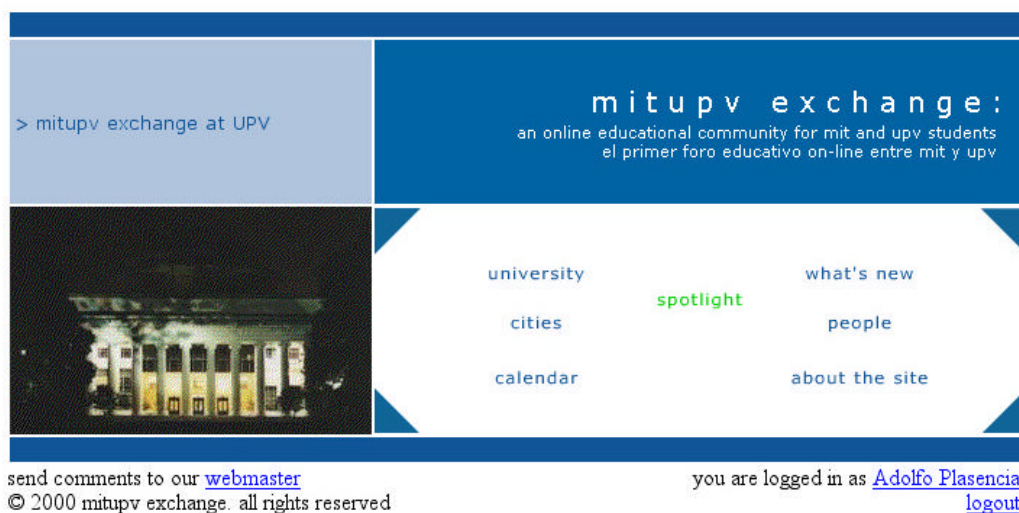 > mitupv exchange at UPV
mitupv exchange:
an online educational community for mit and upv students
el primer foro educativo on-line entre mit y upv
university
what's new
spotlight
cities
people
calendar
about the site
send comments to our webmaster
you are logged in as Adolfo Plasencia
© 2000 mitupv exchange. all rights reserved
logout